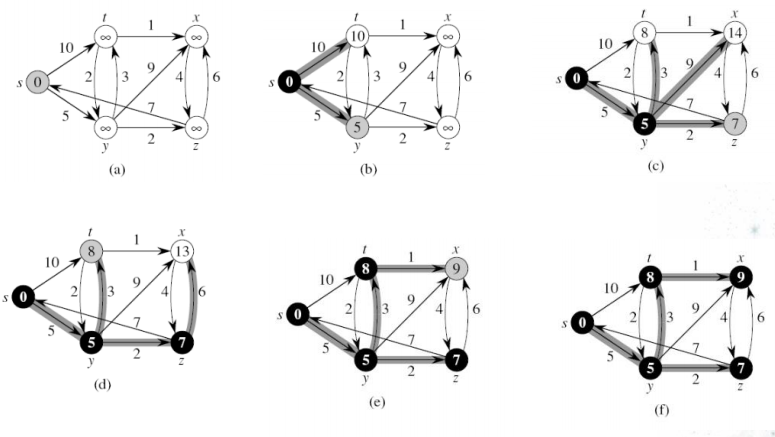 t 1 x
10 ∞ ∞
s 0 2 3 9 4 6
5 7
∞ 2 ∞
y z
(a)
t 1 x
10 10 ∞
s 0 2 3 9 4 6
5 7
5 2 ∞
y z
(b)
t 1 x
10 8 14
s 0 2 3 9 4 6
5 7
5 2 7
y z
(c)
t 1 x
10 8 13
s 0 2 3 9 4 6
5 7
5 2 7
y z
(d)
t 1 x
10 8 9
s 0 2 3 9 4 6
5 7
5 2 7
y z
(e)
t 1 x
10 8 9
s 0 2 3 9 4 6
5 7
5 2 7
y z
(f)